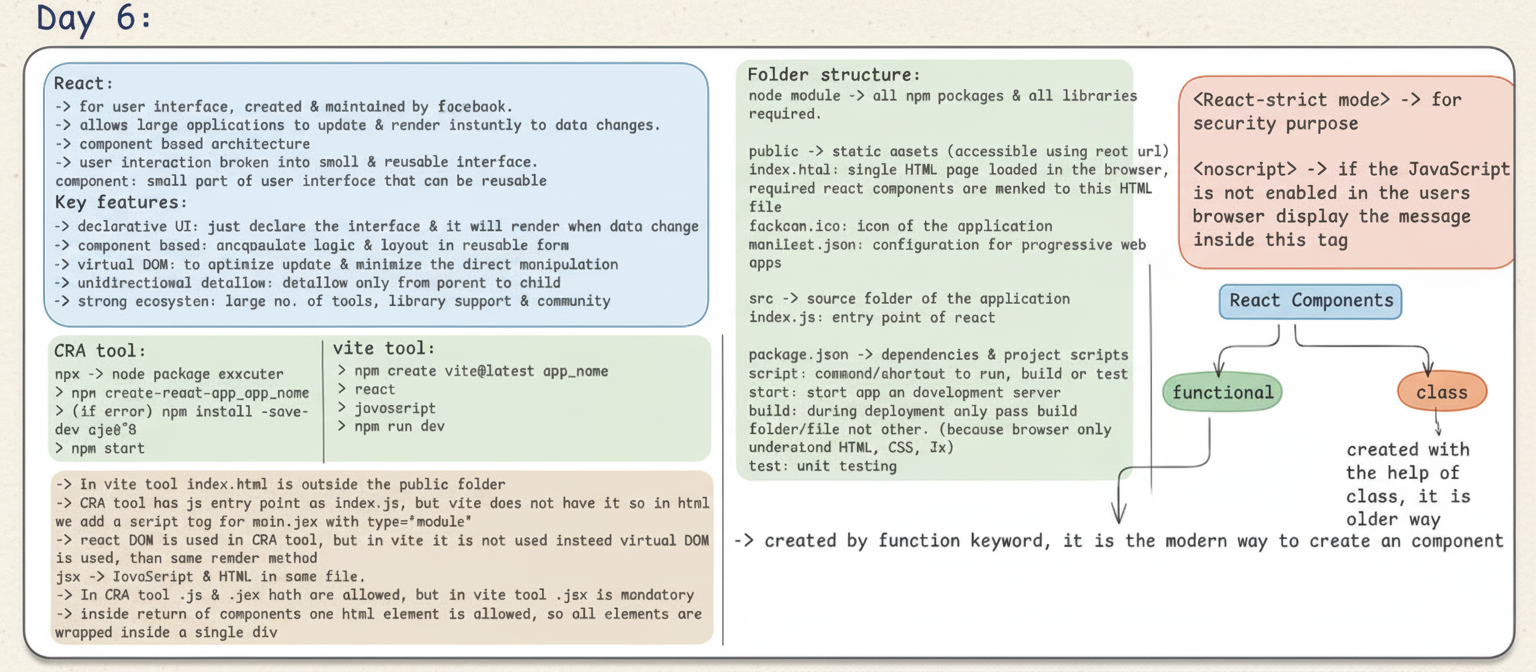 Day 6:
React:
-> for user interface, created & maintained by facebaok.
-> allows large opplications to update & render instuntly to data changes.
-> component based architecture
-> user interaction broken into smoll & reusable interface.
component: small part of user interfoce that can be reusable
Key features:
-> declarative UI: just declare the interface & it will render when data change
-> component based: ancqpaulate logic & loyout in reusable form
-> virtual DOM: to optimize update & minimize the direct manipulation
-> unidirectiowal detallow: detallow only from porent to child
-> strong ecosysten: large no. of tools, library support & community
CRA tool:
npx -> node package exxcuter
> npm create-reaat-app_opp_nome
> (if error) npm install -save-
dev aje@°8
> npm start
vite tool:
> npm create vite@latest app_nome
> react
> javoseript
> npm run dev
-> In vite tool index.html is outside the public folder
-> CRA tool has js entry point as index.js, but vite does not have it so in html
we add a script tog for moin.jex with type="module"
-> react DOM is used in CRA tool, but in vite it is not used insteed virtual DOM
is used, than same remder method
jsx -> IovoScript & HTML in some file.
-> In CRA tool .js & .jex hath are allowed, but in vite tool .jsx is mondatory
-> inside return of components one html element is allowed, so all elements are
wrapped inside a single div
Folder structure:
node module -> all npm pockages & all libraries
required.
public -> static aasets (accessible using reot url)
index.htal: single HTML page loaded in the browser,
required react components are menked to this HTML
file
fackcan.ico: icon of the application
manileet.json: configuration for progressive web
apps
src -> source folder of the application
index.js: entry point of react
package.json -> dependencies & project scripts
script: commond/ahortout to run, build or test
start: start app an development server
build: during deployment anly pass build
folder/file not other. (because browser only
understond HTML, CSS, Jx)
test: unit testing
<React-strict mode> -> for
security purpose
<noscript> -> if the JavaScript
is not enabled in the users
browser display the message
inside this tag
React Components
functional
class
created with
the help of
class, it is
older way
-> created by function keyword, it is the modern way to create an component